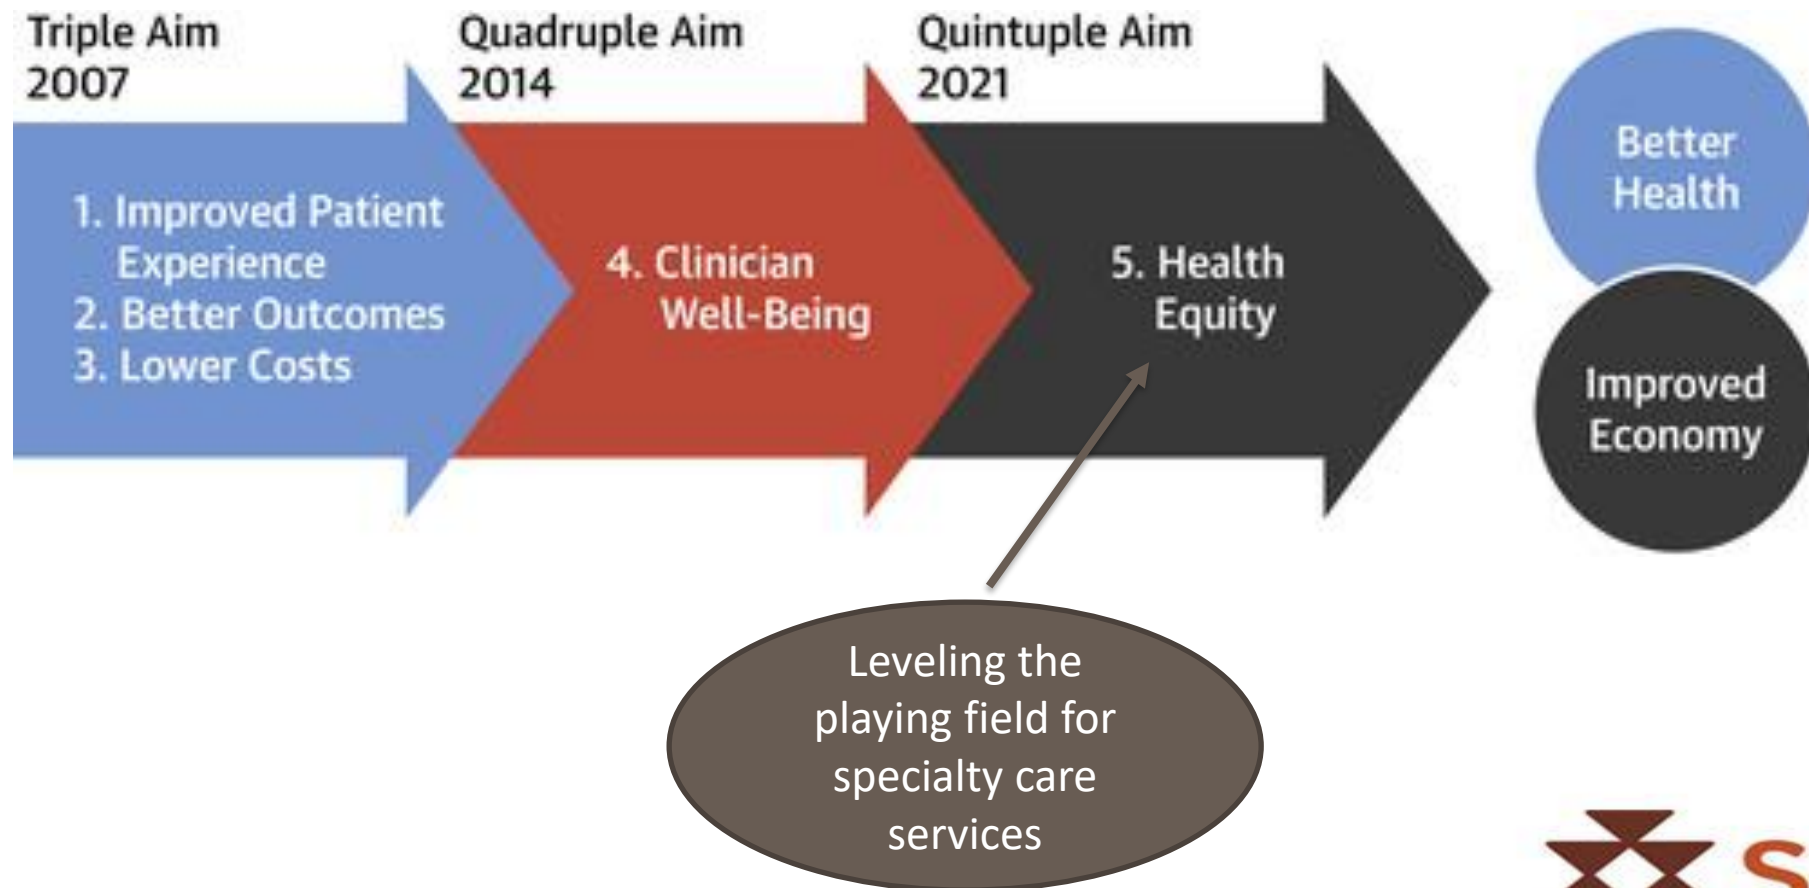 Triple Aim
2007
Quadruple Aim
2014
Quintuple Aim
2021
1. Improved Patient
Experience
2. Better Outcomes
3. Lower Costs
4. Clinician
Well-Being
5. Health
Equity
Better
Health
Improved
Economy
Leveling the
playing field for
specialty care
services